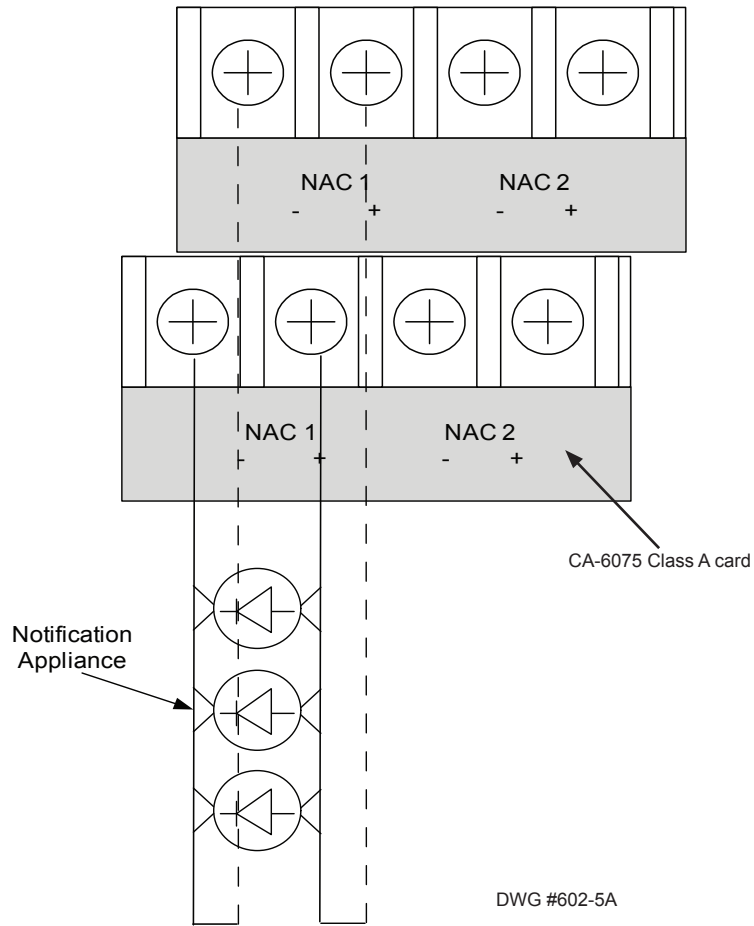 NAC 1 NAC 2
- + - +
NAC 1 NAC 2
- + - +
CA-6075 Class A card
Notification
Appliance
DWG #602-5A